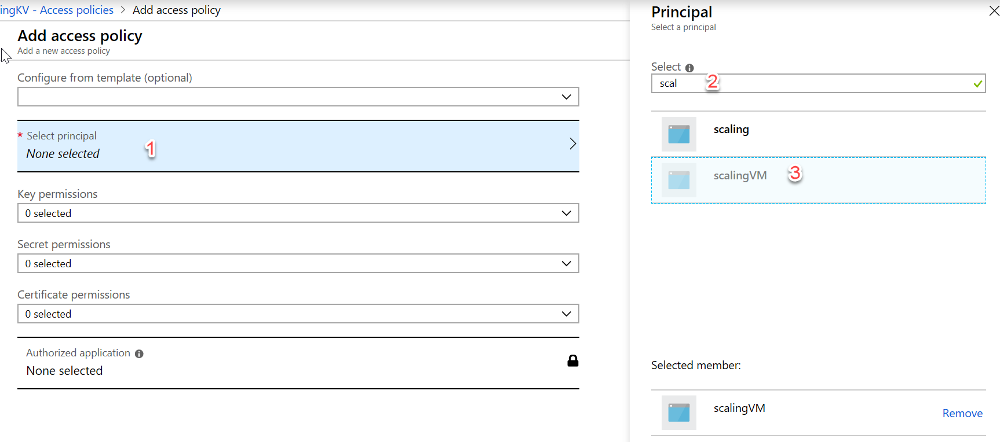 ingKV - Access policies > Add access policy
Add access policy
Add a new access policy
Configure from template (optional)
* Select principal
None selected
1
Key permissions
0 selected
Secret permissions
0 selected
Certificate permissions
0 selected
Authorized application
None selected
Principal
Select a principal
Select
scal
2
scaling
scalingVM
3
Selected member:
scalingVM
Remove